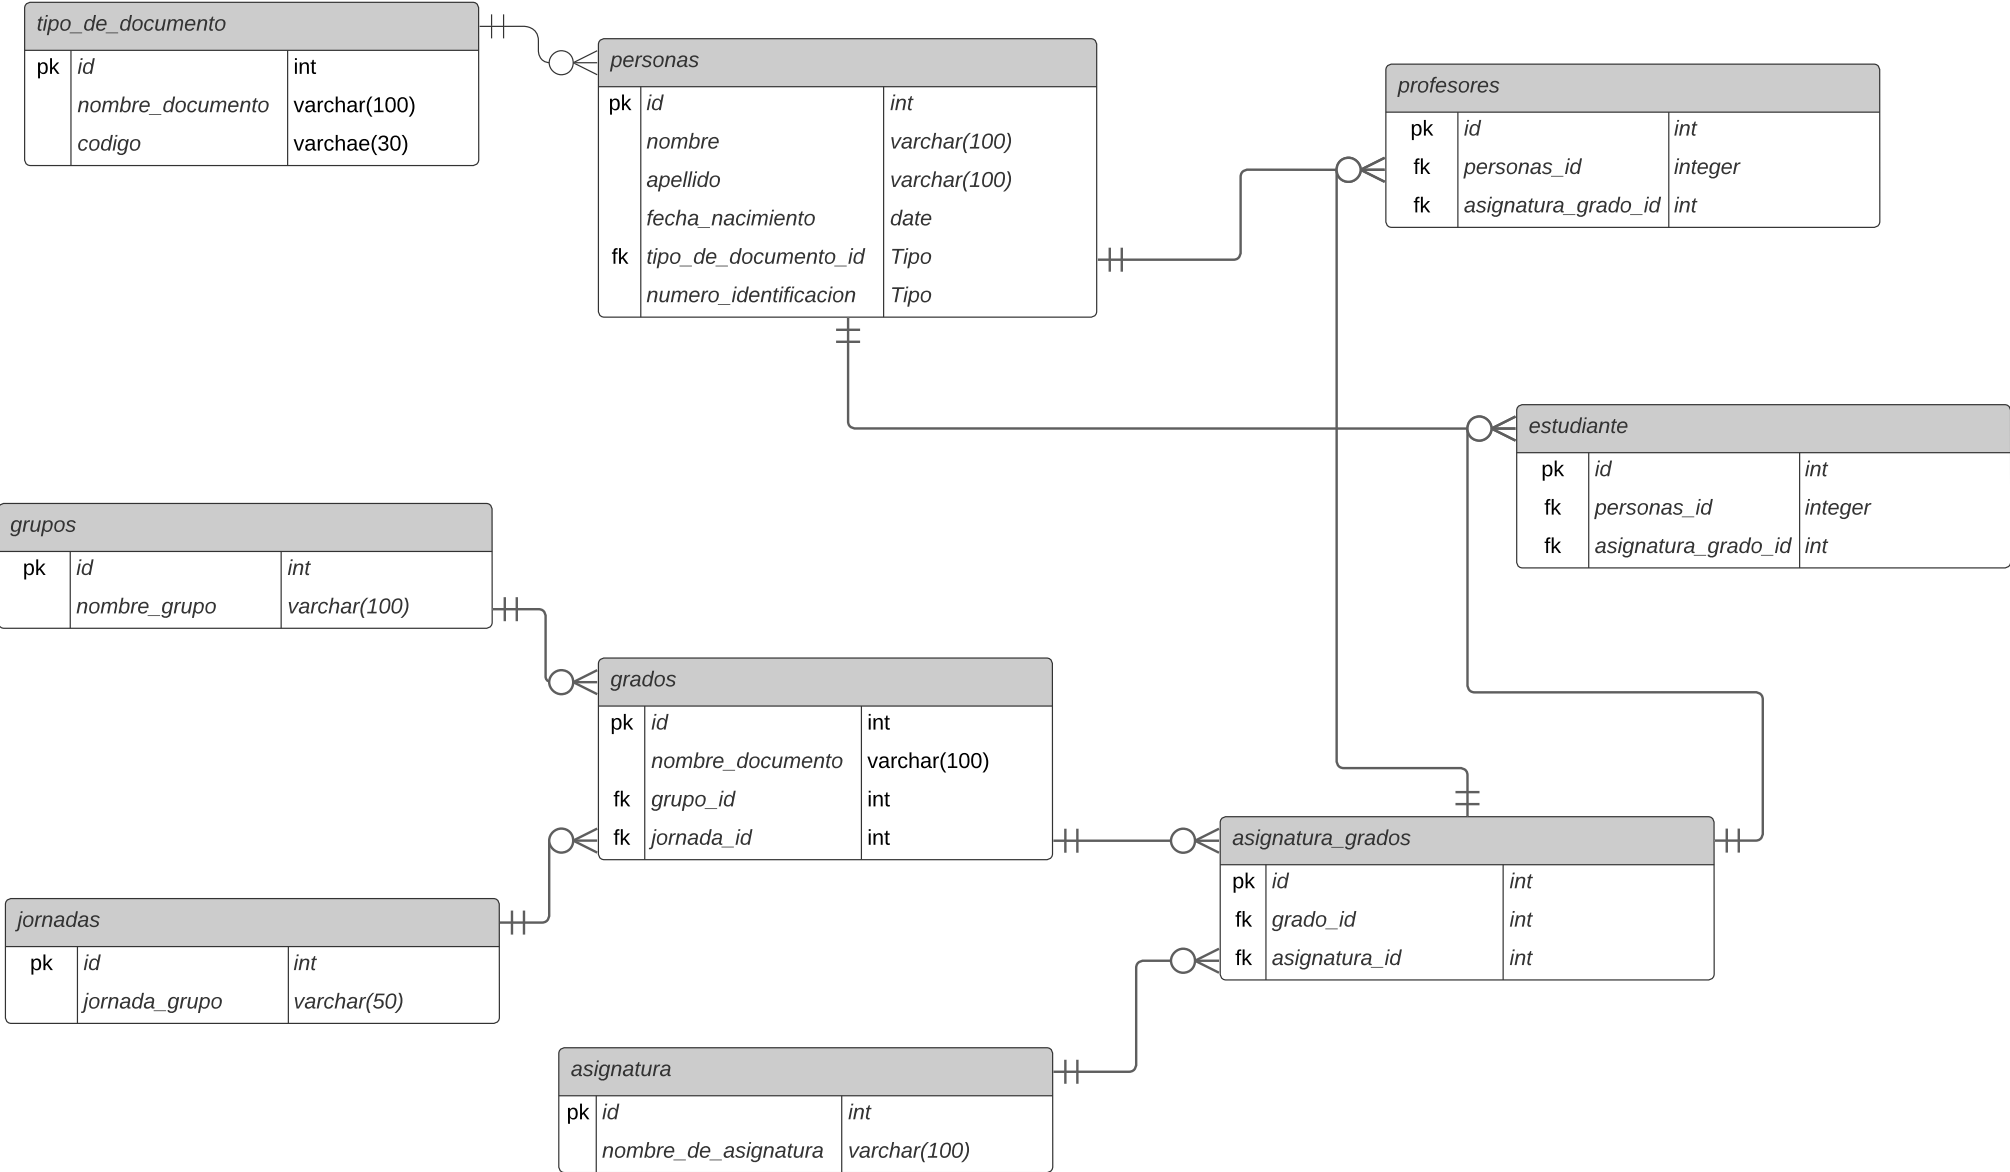 tipo_de_documento
pk id int
nombre_documento varchar(100)
codigo varchae(30)
personas
pk id int
nombre varchar(100)
apellido varchar(100)
fecha_nacimiento date
fk tipo_de_documento_id Tipo
numero_identificacion Tipo
profesores
pk id int
fk personas_id integer
fk asignatura_grado_id int
estudiante
pk id int
fk personas_id integer
fk asignatura_grado_id int
grupos
pk id int
nombre_grupo varchar(100)
grados
pk id int
nombre_documento varchar(100)
fk grupo_id int
fk jornada_id int
asignatura_grados
pk id int
fk grado_id int
fk asignatura_id int
jornadas
pk id int
jornada_grupo varchar(50)
asignatura
pk id int
nombre_de_asignatura varchar(100)